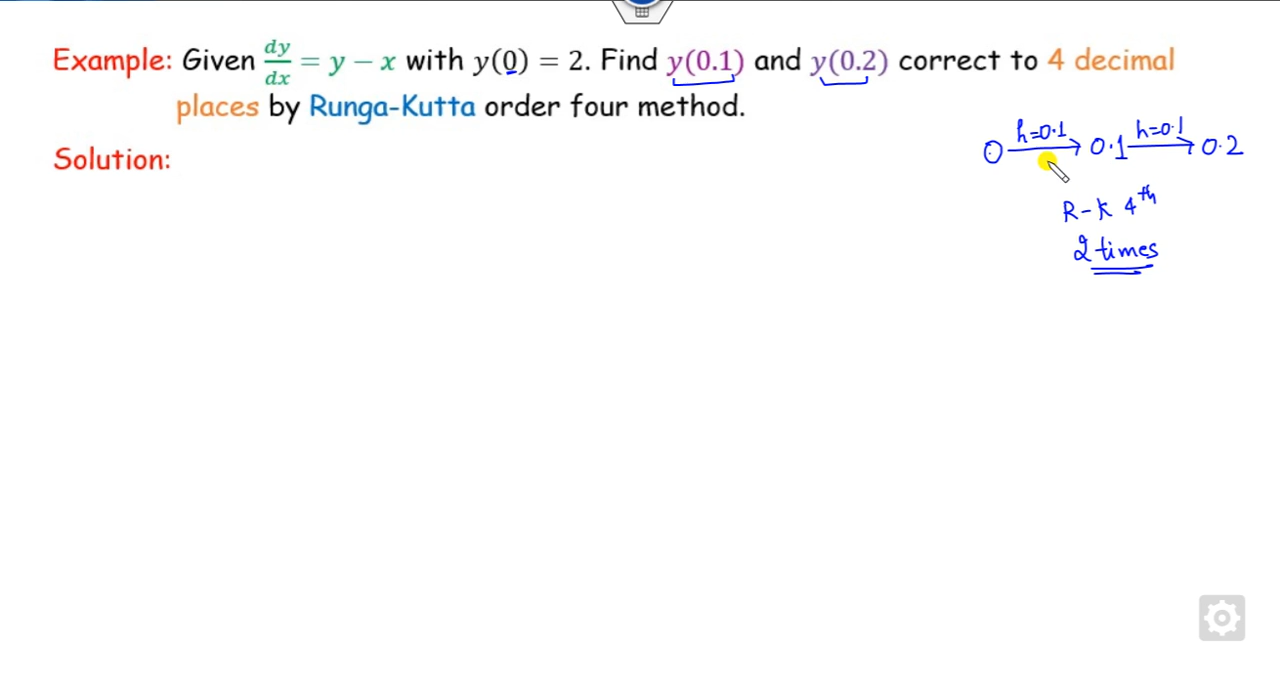 Example: Given dy/dx = y − x with y(0) = 2. Find y(0.1) and y(0.2) correct to 4 decimal
places by Runga-Kutta order four method.
Solution:
0 h=0.1→ 0.1 h=0.1→ 0.2
R-K 4th
2 times